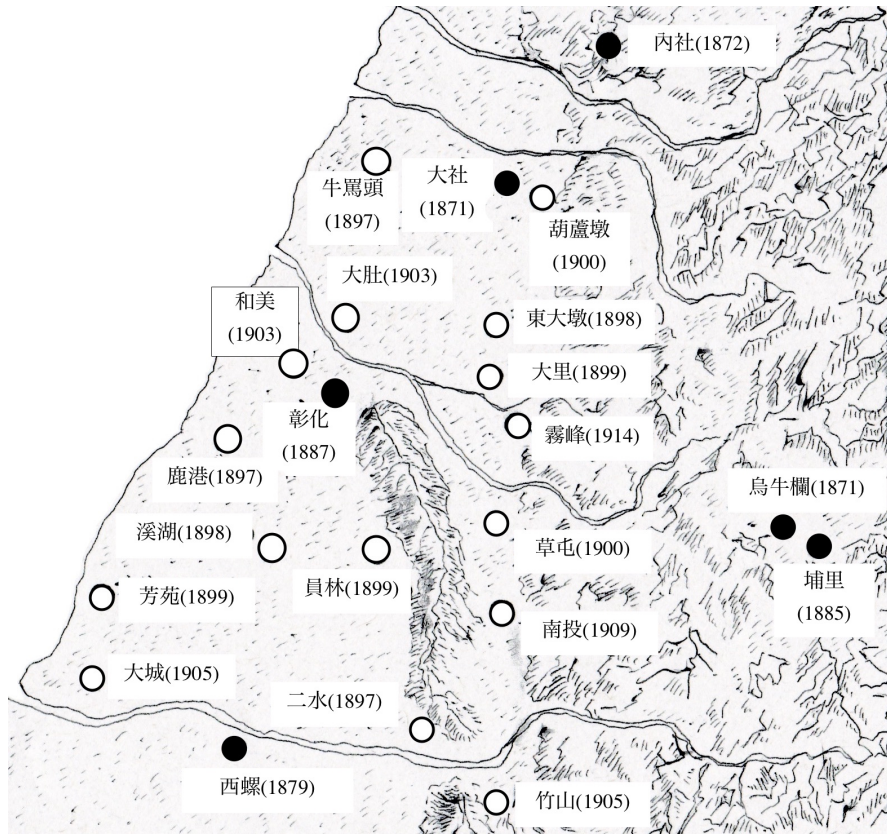 內社(1872)
牛罵頭
(1897)
大社
(1871)
葫蘆墩
(1900)
大肚(1903)
和美
(1903)
東大墩(1898)
大里(1899)
彰化
(1887)
霧峰(1914)
鹿港(1897)
烏牛欄(1871)
溪湖(1898)
草屯(1900)
員林(1899)
埔里
(1885)
芳苑(1899)
南投(1909)
大城(1905)
二水(1897)
西螺(1879)
竹山(1905)